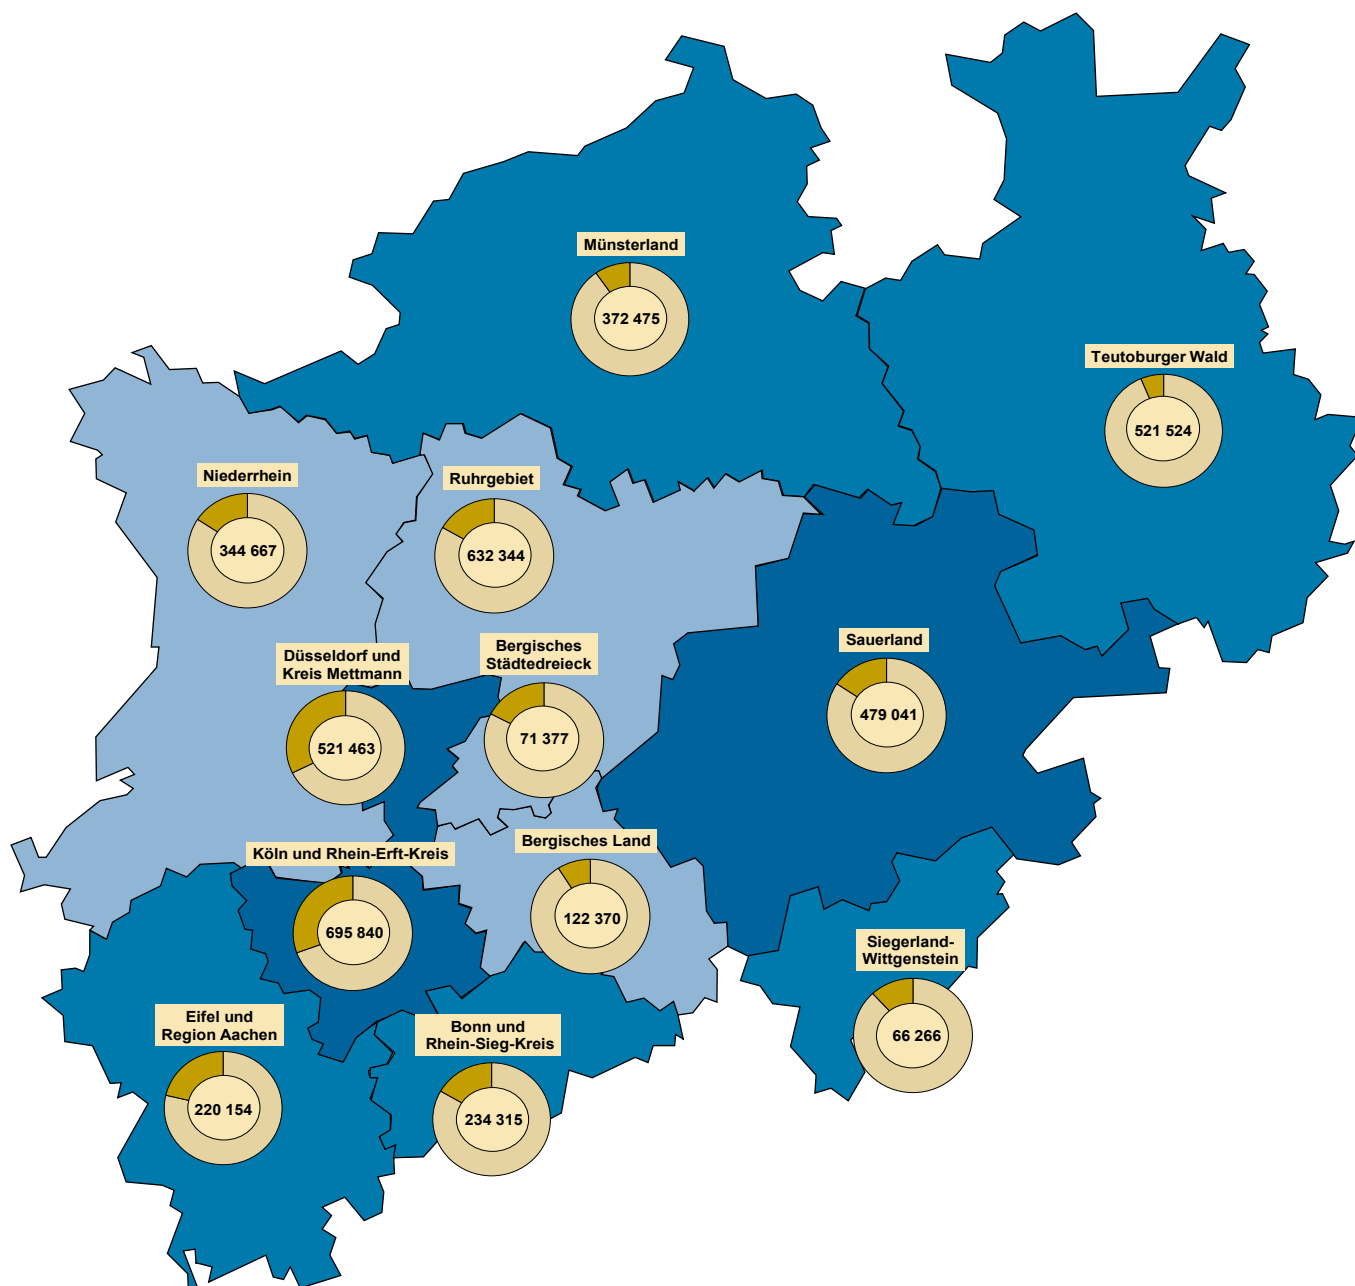 Münsterland
372 475
Teutoburger Wald
521 524
Niederrhein
344 667
Ruhrgebiet
632 344
Düsseldorf und
Kreis Mettmann
521 463
Bergisches
Städtedreieck
71 377
Sauerland
479 041
Köln und Rhein-Erft-Kreis
695 840
Bergisches Land
122 370
Siegerland-
Wittgenstein
66 266
Eifel und
Region Aachen
220 154
Bonn und
Rhein-Sieg-Kreis
234 315